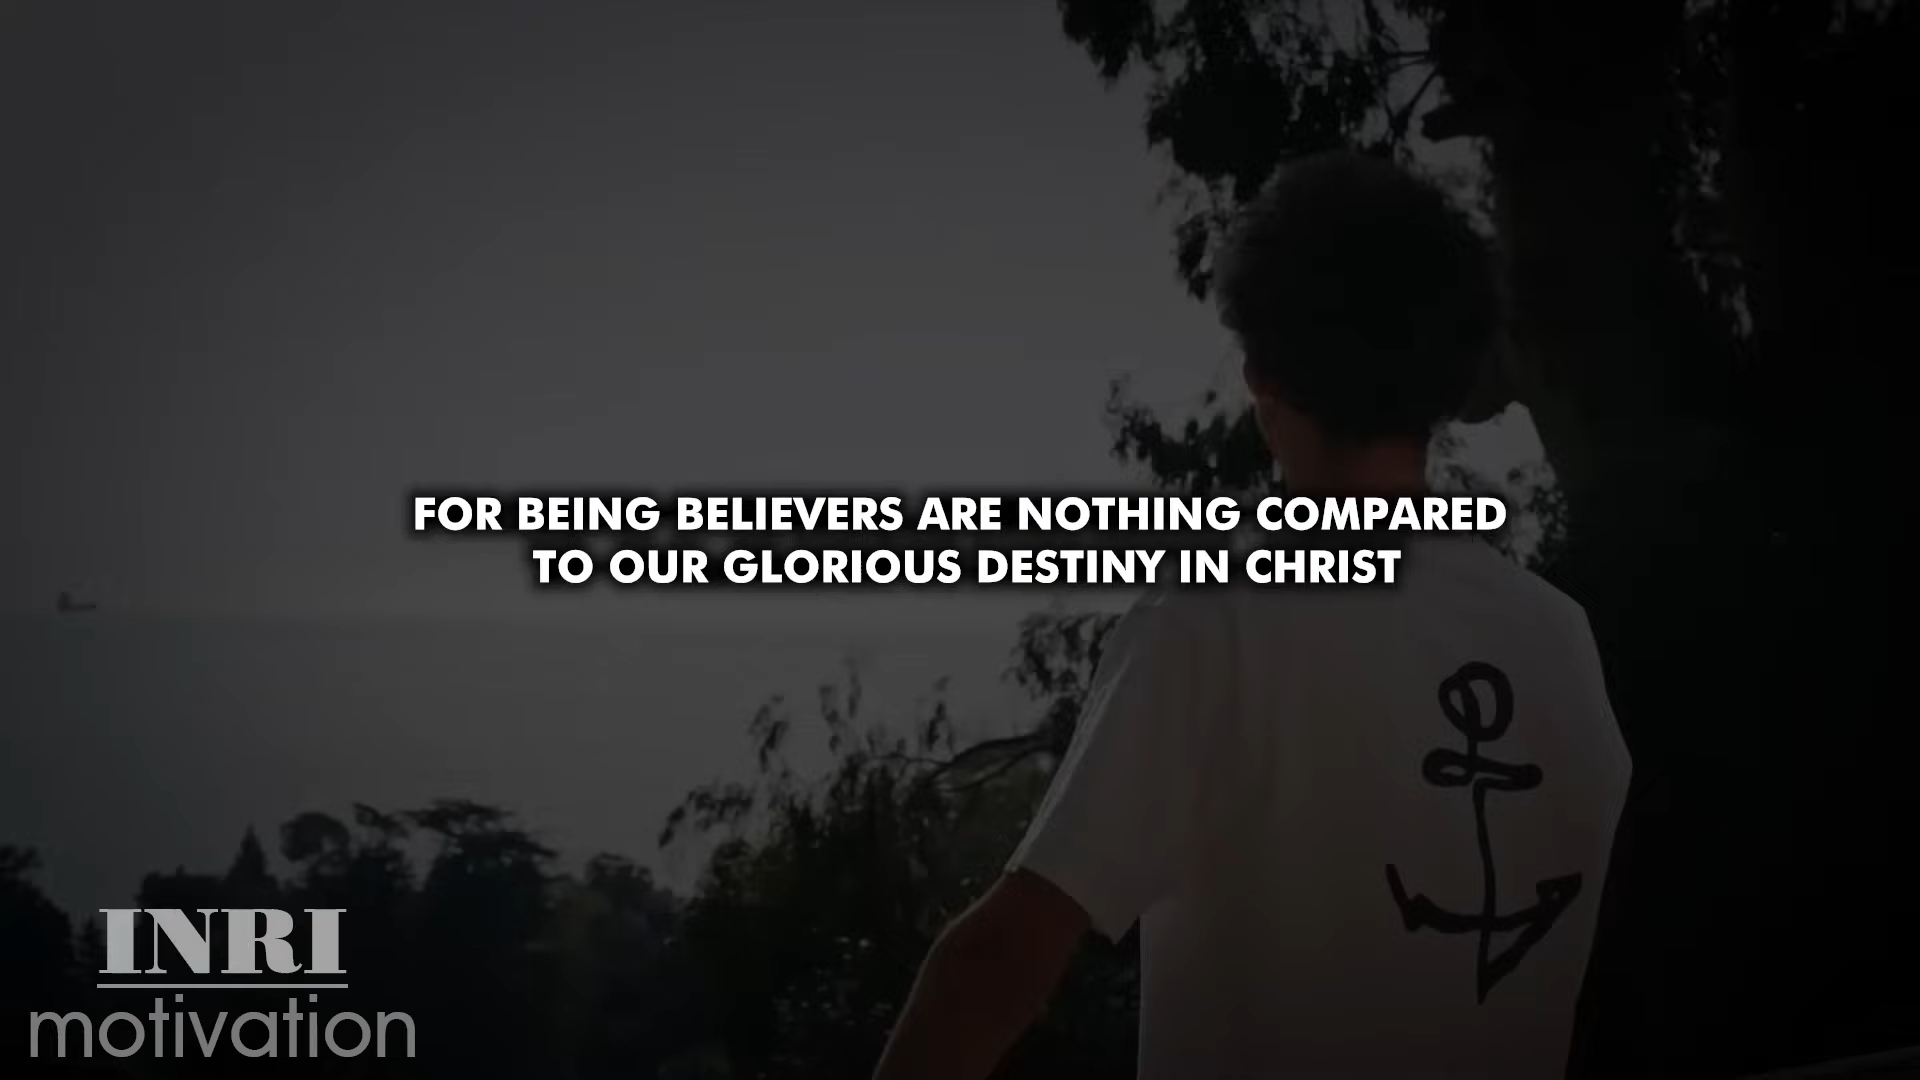 FOR BEING BELIEVERS ARE NOTHING COMPARED
TO OUR GLORIOUS DESTINY IN CHRIST
INRI
motivation